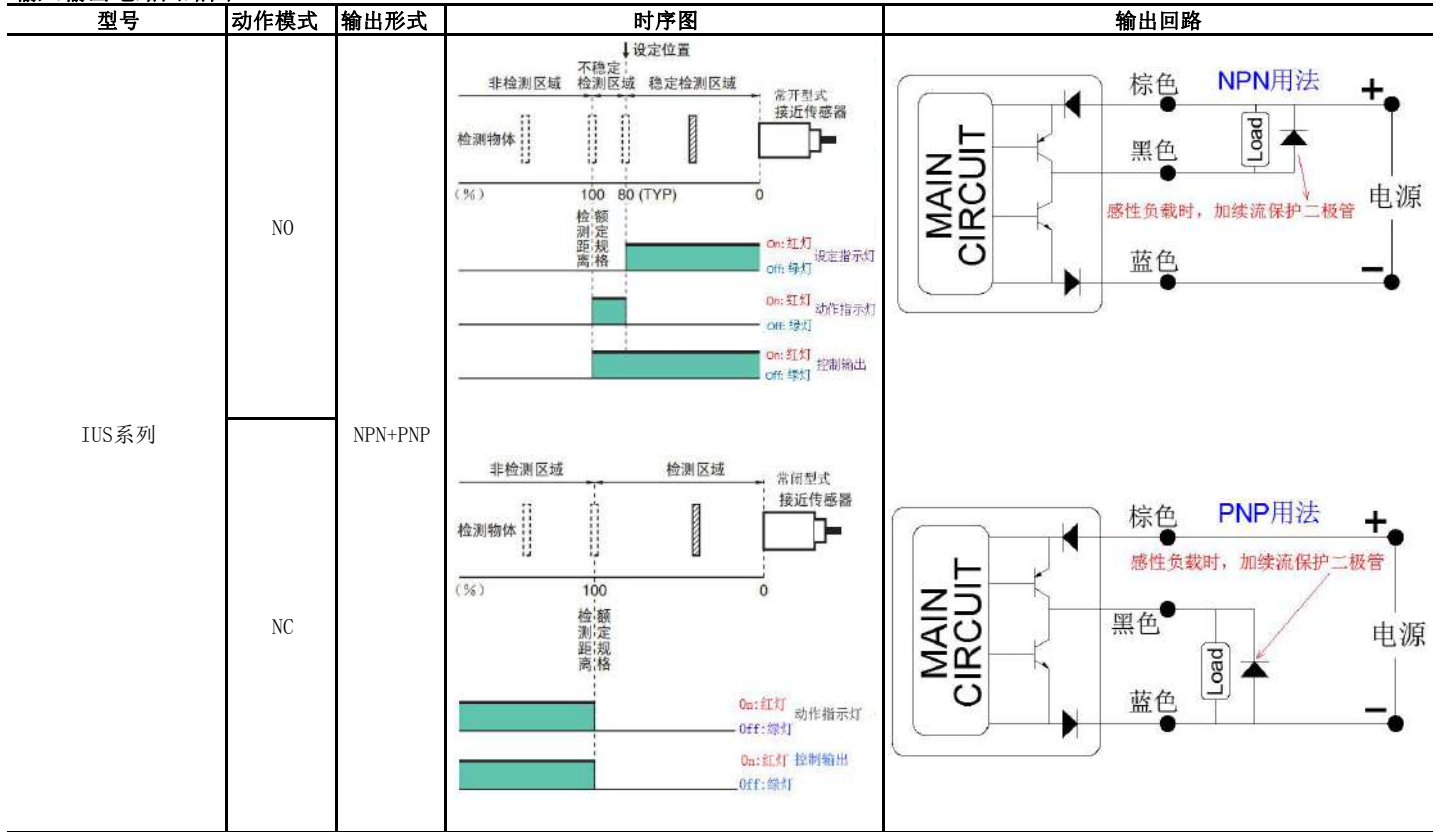 型号 动作模式 输出形式 时序图 输出回路
IUS系列
NO
NC
NPN+PNP
设定位置
不稳定
非检测区域 检测区域 稳定检测区域
常开型式
接近传感器
检测物体
(%) 100 80 (TYP) 0
检测距离
额定规格
On:红灯
Off:绿灯
设定指示灯
On:红灯
Off:绿灯
动作指示灯
On:红灯
Off:绿灯
控制输出
非检测区域 检测区域
常闭型式
接近传感器
检测物体
(%) 100 0
检测距离
额定规格
On:红灯
Off:绿灯
动作指示灯
On:红灯 控制输出
Off:绿灯
棕色 NPN用法 +
MAIN
CIRCUIT
Load
黑色
电源
感性负载时，加续流保护二极管
蓝色 −
棕色 PNP用法 +
感性负载时，加续流保护二极管
MAIN
CIRCUIT
黑色
电源
Load
蓝色 −